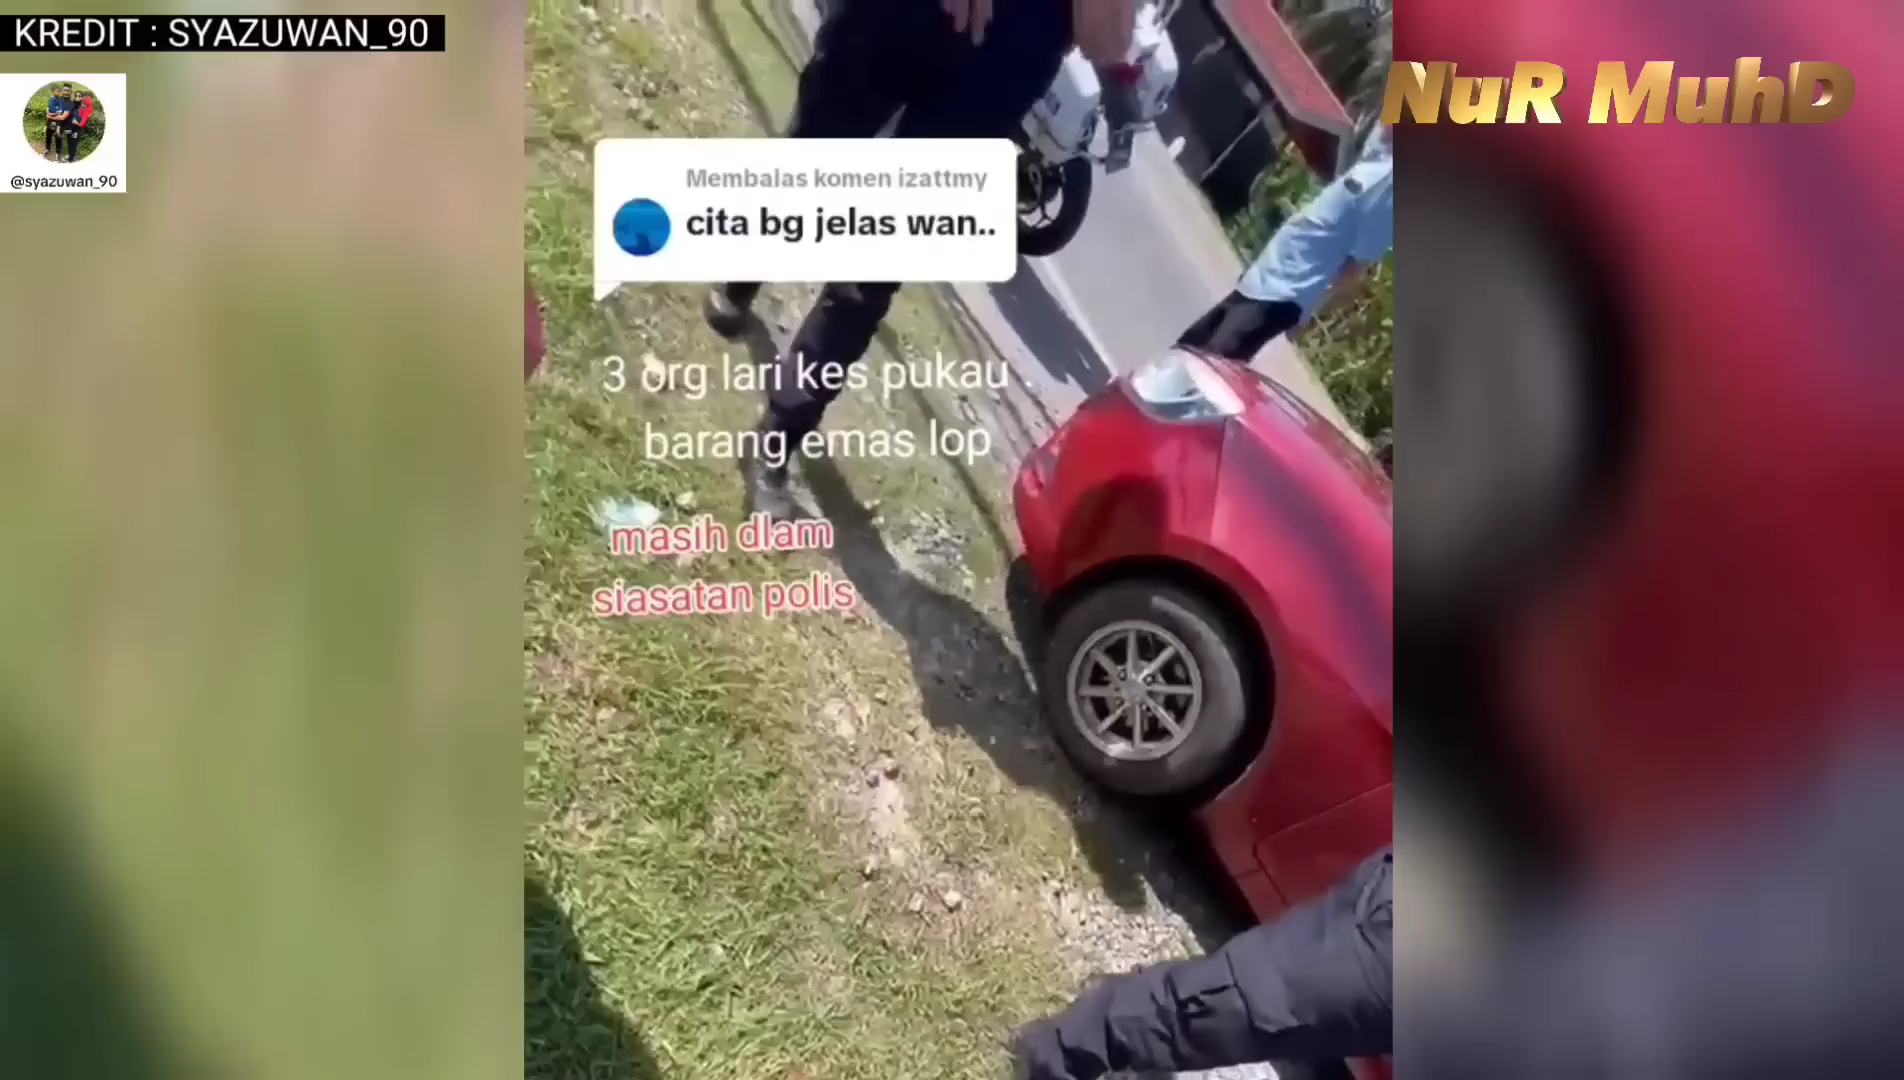 KREDIT : SYAZUWAN_90
NuR MuhD
@syazuwan_90
Membalas komen izattmy
cita bg jelas wan..
3 org lari kes pukau .
barang emas lop
masih dlam
siasatan polis